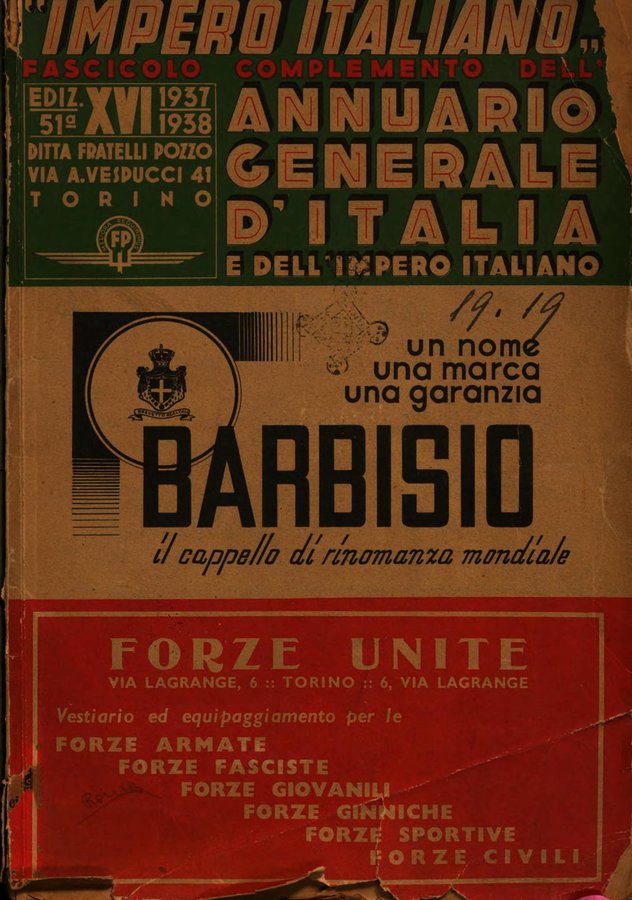 "IMPERO ITALIANO„
FASCICOLO COMPLEMENTO DELL'
EDIZ. 51ª XVI 1937 1938
DITTA FRATELLI POZZO
VIA A. VESPUCCI 41
TORINO
FP
ANNUARIO
GENERALE
D'ITALIA
E DELL'IMPERO ITALIANO
19.19
un nome
una marca
una garanzia
BARBISIO
il cappello di rinomanza mondiale
FORZE UNITE
VIA LAGRANGE, 6 :: TORINO :: 6, VIA LAGRANGE
Vestiario ed equipaggiamento per le
FORZE ARMATE
FORZE FASCISTE
FORZE GIOVANILI
FORZE GINNICHE
FORZE SPORTIVE
FORZE CIVILI